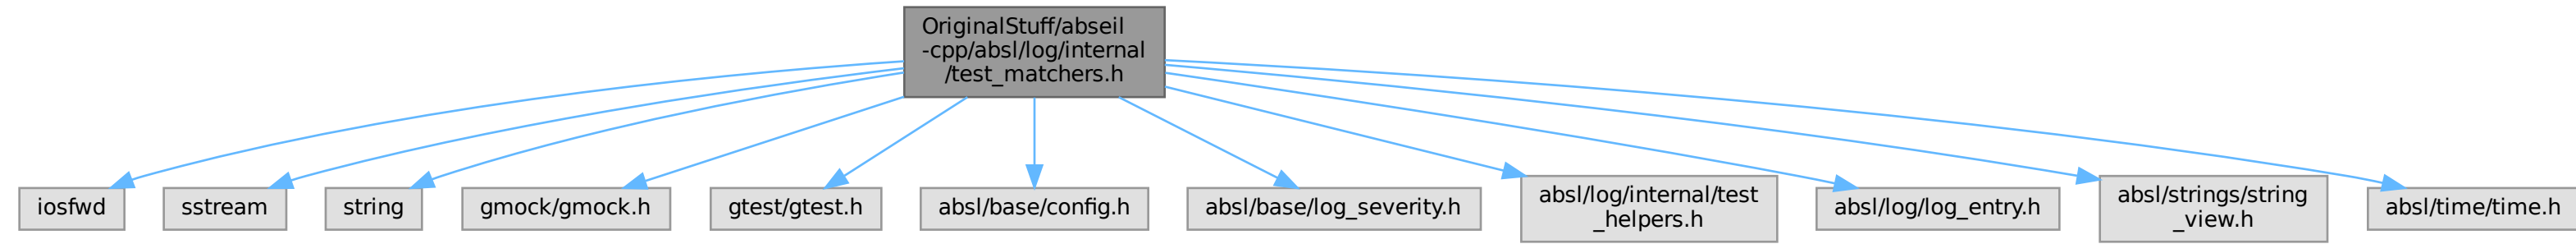 OriginalStuff/abseil
-cpp/absl/log/internal
/test_matchers.h
iosfwd
sstream
string
gmock/gmock.h
gtest/gtest.h
absl/base/config.h
absl/base/log_severity.h
absl/log/internal/test
_helpers.h
absl/log/log_entry.h
absl/strings/string
_view.h
absl/time/time.h